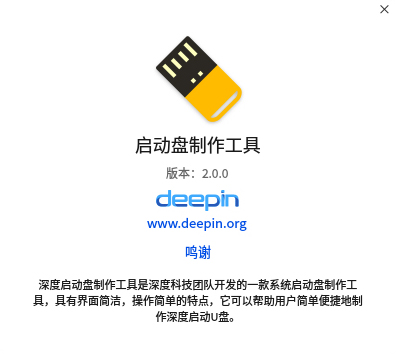 启动盘制作工具
版本：2.0.0
deepin
www.deepin.org
鸣谢
深度启动盘制作工具是深度科技团队开发的一款系统启动盘制作工
具，具有界面简洁，操作简单的特点，它可以帮助用户简单便捷地制
作深度启动U盘。